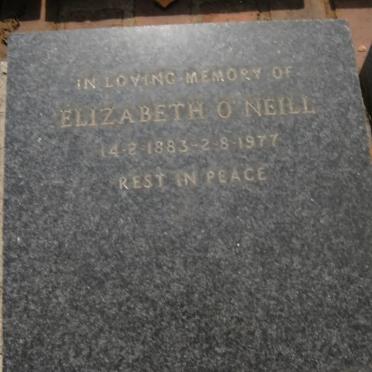 IN LOVING MEMORY OF
ELIZABETH O'NEILL
14-2-1883-2-8-1977
REST IN PEACE